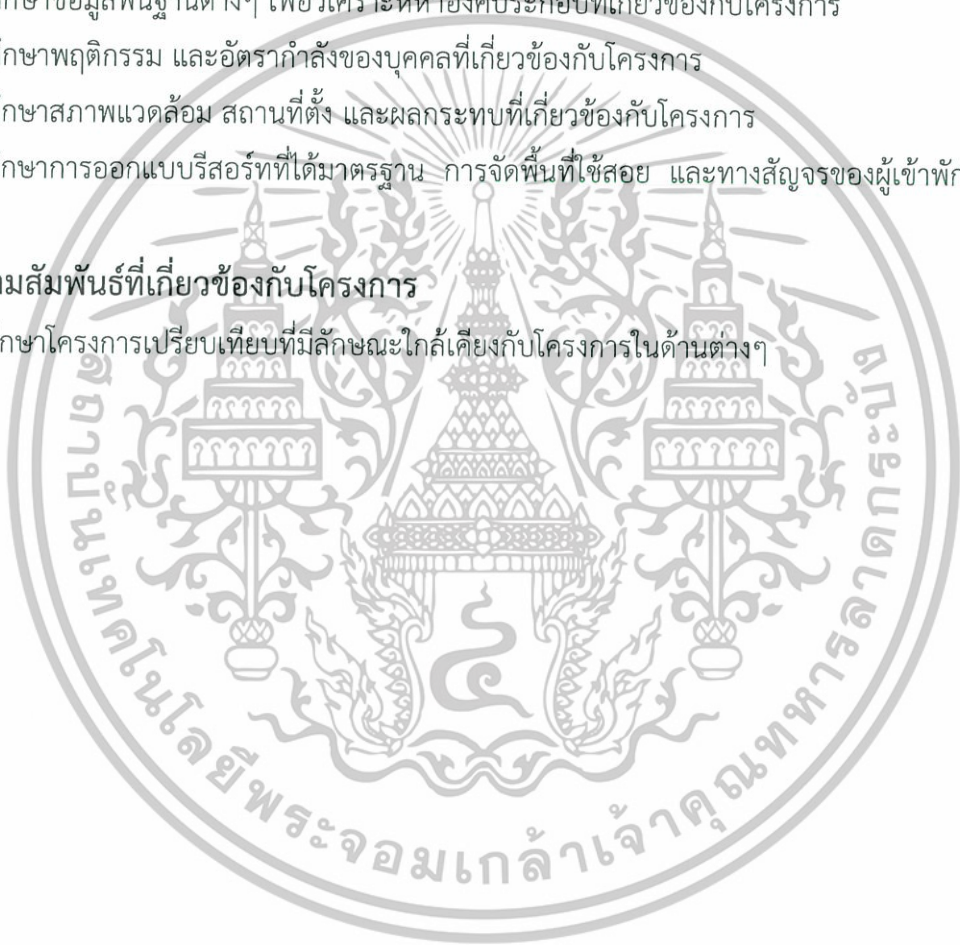 กษาข้อมูลพื้นฐานต่างๆ เพื่อวิเคราะห์หาองค์ประกอบที่เกี่ยวข้องกับโครงการ
กษาพฤติกรรม และอัตรากำลังของบุคคลที่เกี่ยวข้องกับโครงการ
กษาสภาพแวดล้อม สถานที่ตั้ง และผลกระทบที่เกี่ยวข้องกับโครงการ
กษาการออกแบบรีสอร์ทที่ได้มาตรฐาน การจัดพื้นที่ใช้สอย และทางสัญจรของผู้เข้าพัก
มสัมพันธ์ที่เกี่ยวข้องกับโครงการ
กษาโครงการเปรียบเทียบที่มีลักษณะใกล้เคียงกับโครงการในด้านต่างๆ
สถาบันเทคโนโลยีพระจอมเกล้าเจ้าคุณทหารลาดกระบัง
๔